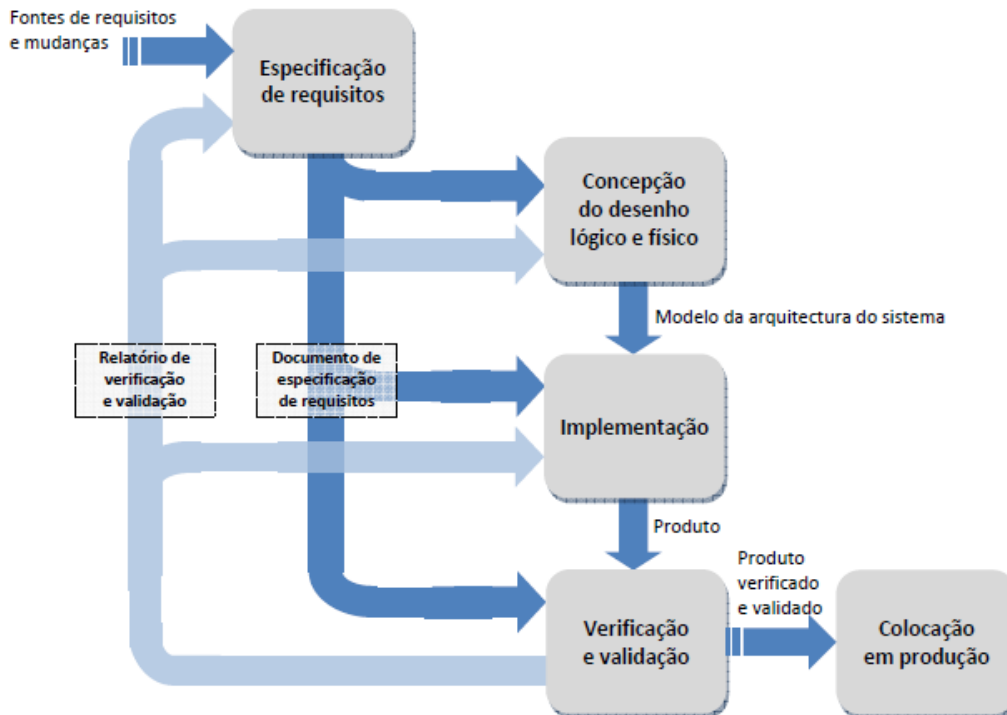 Fontes de requisitos
e mudanças
Especificação
de requisitos
Concepção
do desenho
lógico e físico
Modelo da arquitectura do sistema
Relatório de
verificação
e validação
Documento de
especificação
de requisitos
Implementação
Produto
Produto
verificado
e validado
Verificação
e validação
Colocação
em produção